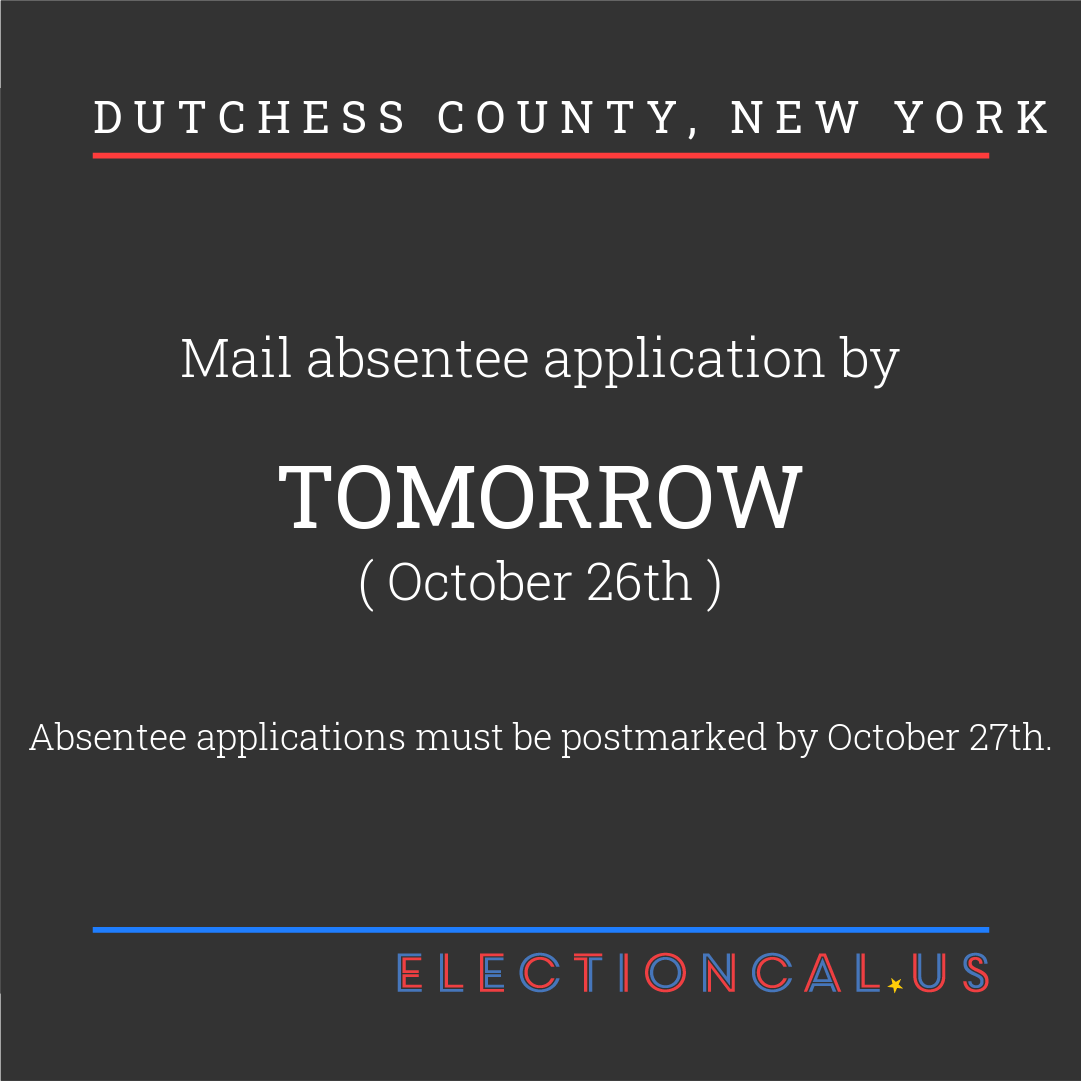 DUTCHESS COUNTY, NEW YORK
Mail absentee application by
TOMORROW
( October 26th )
Absentee applications must be postmarked by October 27th.
ELECTIONCAL.US